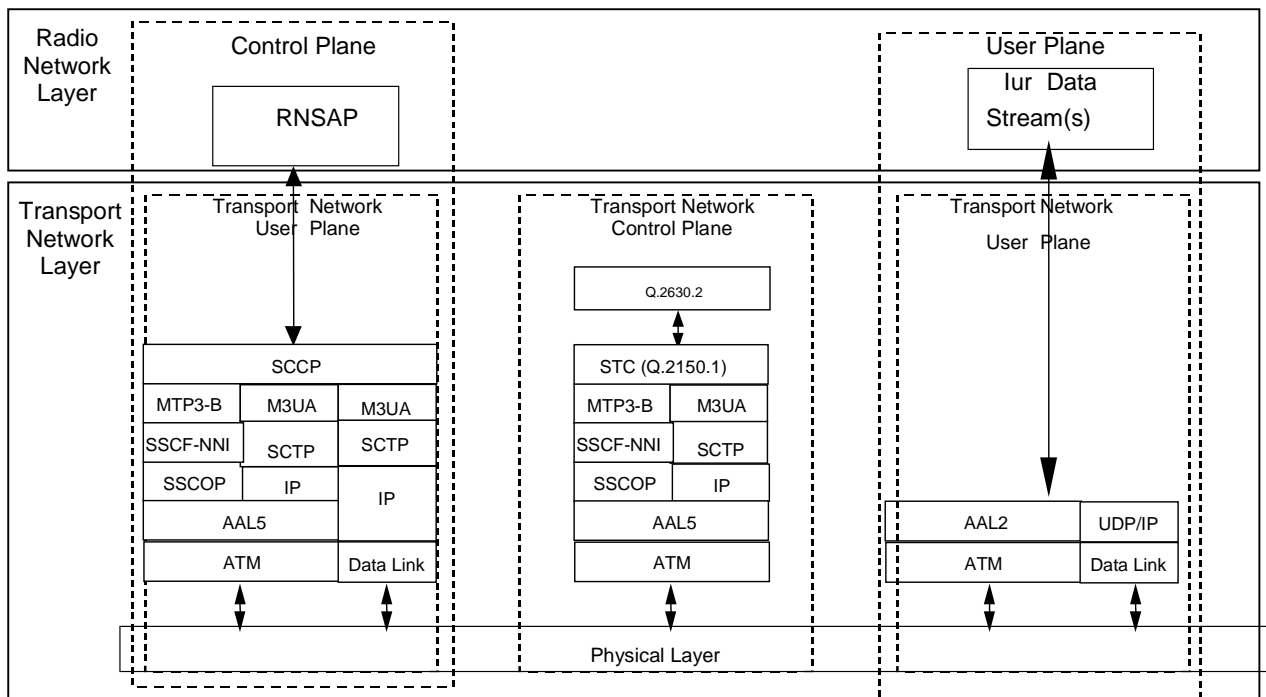 Radio
Network
Layer
Control Plane
RNSAP
User Plane
Iur Data
Stream(s)
Transport
Network
Layer
Transport Network
User Plane
Transport Network
Control Plane
Transport Network
User Plane
Q.2630.2
SCCP
MTP3-B
M3UA
M3UA
SSCF-NNI
SCTP
SCTP
SSCOP
IP
IP
AAL5
ATM
Data Link
STC (Q.2150.1)
MTP3-B
M3UA
SSCF-NNI
SCTP
SSCOP
IP
AAL5
ATM
AAL2
UDP/IP
ATM
Data Link
Physical Layer